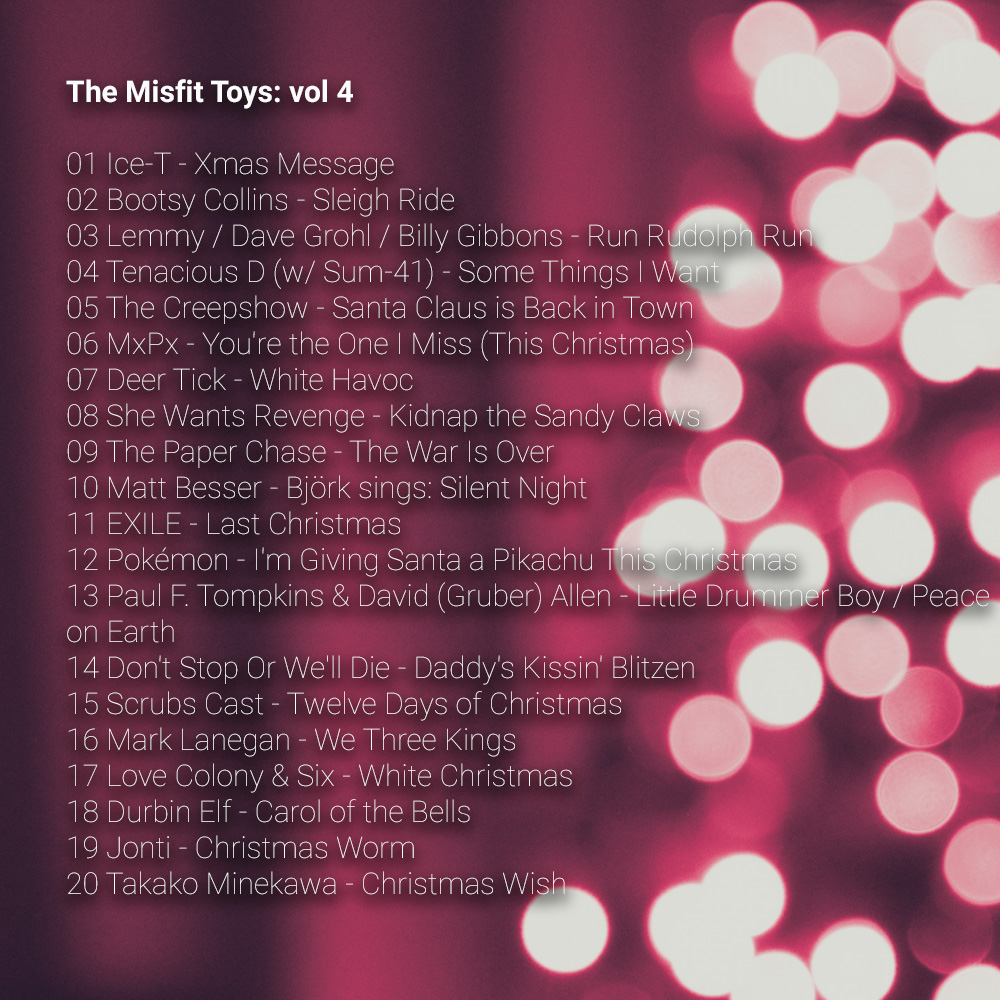 The Misfit Toys: vol 4
01 Ice-T - Xmas Message
02 Bootsy Collins - Sleigh Ride
03 Lemmy / Dave Grohl / Billy Gibbons - Run Rudolph Run
04 Tenacious D (w/ Sum-41) - Some Things I Want
05 The Creepshow - Santa Claus is Back in Town
06 MxPx - You're the One I Miss (This Christmas)
07 Deer Tick - White Havoc
08 She Wants Revenge - Kidnap the Sandy Claws
09 The Paper Chase - The War Is Over
10 Matt Besser - Björk sings: Silent Night
11 EXILE - Last Christmas
12 Pokémon - I'm Giving Santa a Pikachu This Christmas
13 Paul F. Tompkins & David (Gruber) Allen - Little Drummer Boy / Peace
on Earth
14 Don't Stop Or We'll Die - Daddy's Kissin' Blitzen
15 Scrubs Cast - Twelve Days of Christmas
16 Mark Lanegan - We Three Kings
17 Love Colony & Six - White Christmas
18 Durbin Elf - Carol of the Bells
19 Jonti - Christmas Worm
20 Takako Minekawa - Christmas Wish